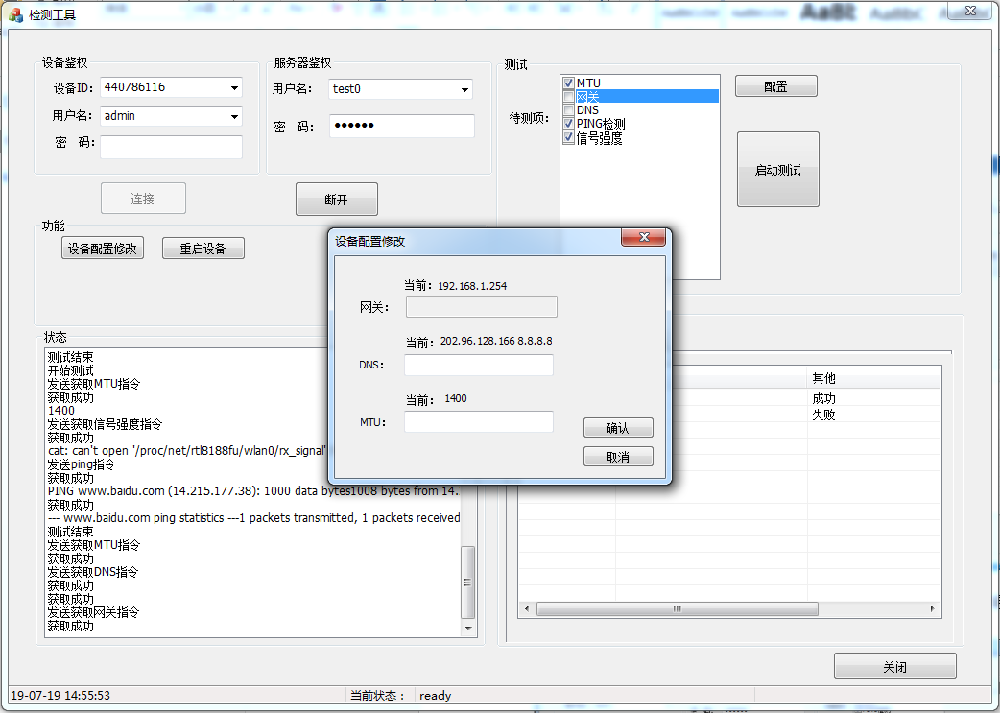 检测工具
设备鉴权
设备ID: 440786116
用户名: admin
密 码:
连接
服务器鉴权
用户名: test0
密 码: ••••••
断开
测试
待测项:
MTU
网关
DNS
PING检测
信号强度
配置
启动测试
功能
设备配置修改
重启设备
设备配置修改
当前: 192.168.1.254
网关:
当前: 202.96.128.166 8.8.8.8
DNS:
当前: 1400
MTU:
确认
取消
状态
测试结束
开始测试
发送获取MTU指令
获取成功
1400
发送获取信号强度指令
获取成功
cat: can't open '/proc/net/rtl8188fu/wlan0/rx_signal'
发送ping指令
获取成功
PING www.baidu.com (14.215.177.38): 1000 data bytes1008 bytes from 14.
获取成功
--- www.baidu.com ping statistics ---1 packets transmitted, 1 packets received
测试结束
发送获取MTU指令
获取成功
发送获取DNS指令
获取成功
获取成功
发送获取网关指令
获取成功
其他
成功
失败
关闭
19-07-19 14:55:53
当前状态:
ready